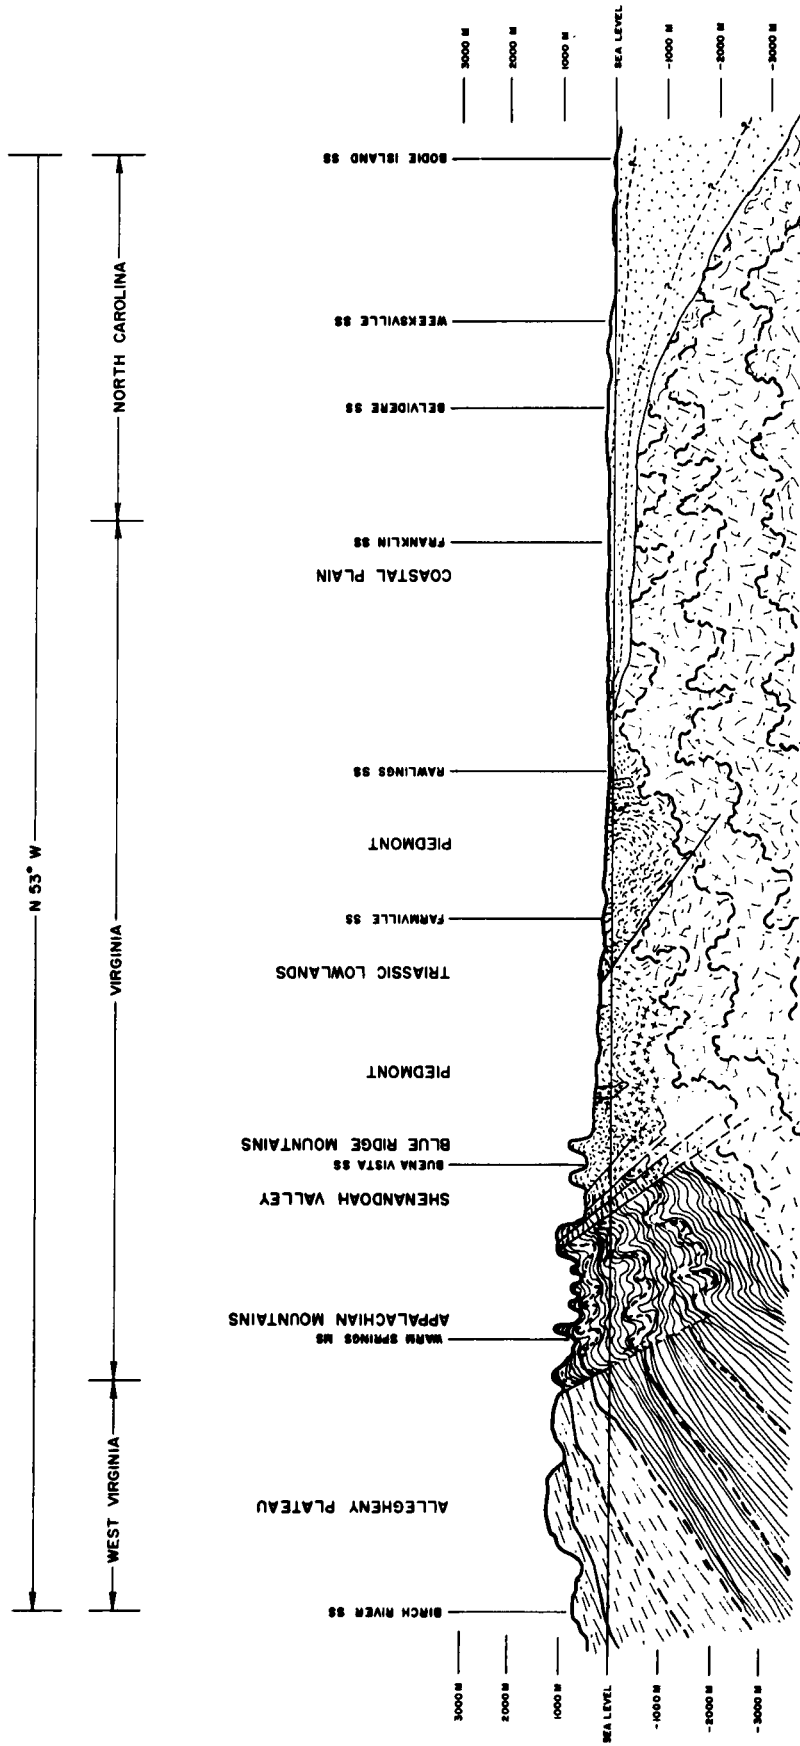 N 53° W
WEST VIRGINIA
VIRGINIA
NORTH CAROLINA
BIRCH RIVER SS
ALLEGHENY PLATEAU
WARM SPRINGS MS
APPALACHIAN MOUNTAINS
SHENANDOAH VALLEY
BUENA VISTA SS
BLUE RIDGE MOUNTAINS
PIEDMONT
TRIASSIC LOWLANDS
FARMVILLE SS
PIEDMONT
RAWLINGS SS
COASTAL PLAIN
FRANKLIN SS
BELVIDERE SS
WEEKSVILLE SS
BODIE ISLAND SS
3000 M
2000 M
1000 M
SEA LEVEL
-1000 M
-2000 M
-3000 M
3000 M
2000 M
1000 M
SEA LEVEL
-1000 M
-2000 M
-3000 M